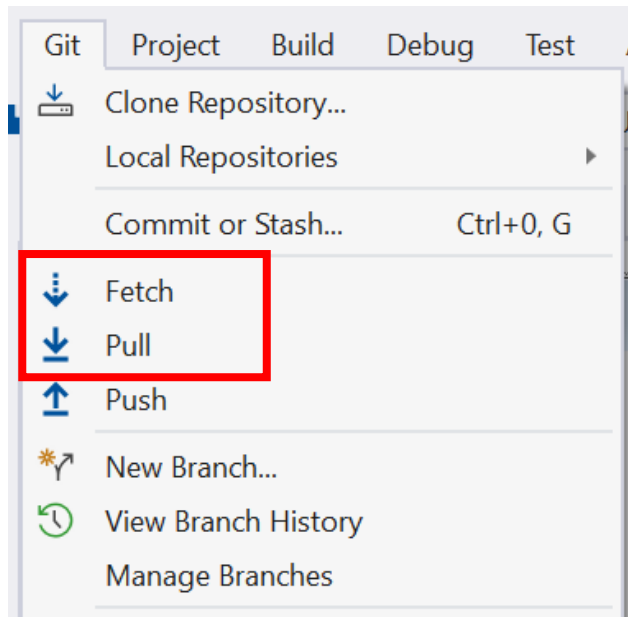 Git Project Build Debug Test
Clone Repository...
Local Repositories
Commit or Stash... Ctrl+0, G
Fetch
Pull
Push
New Branch...
View Branch History
Manage Branches